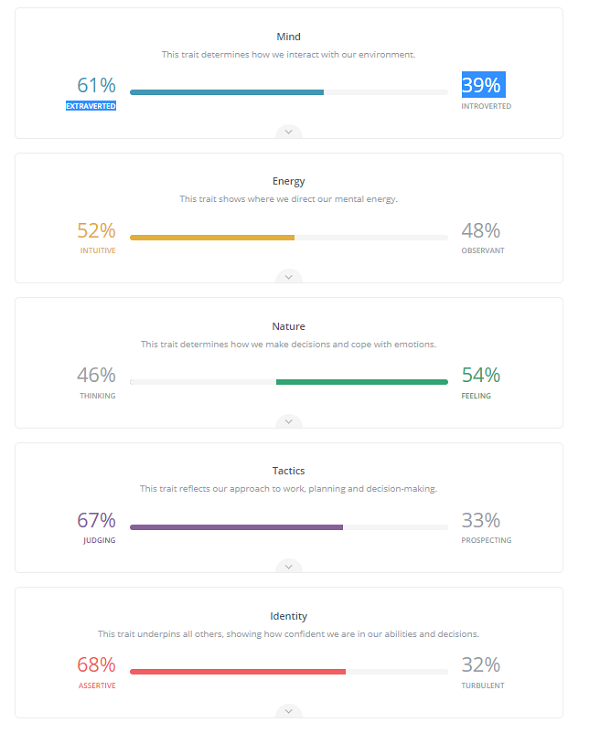 Mind
This trait determines how we interact with our environment.
61% 39%
EXTRAVERTED INTROVERTED
Energy
This trait shows where we direct our mental energy.
52% 48%
INTUITIVE OBSERVANT
Nature
This trait determines how we make decisions and cope with emotions.
46% 54%
THINKING FEELING
Tactics
This trait reflects our approach to work, planning and decision-making.
67% 33%
JUDGING PROSPECTING
Identity
This trait underpins all others, showing how confident we are in our abilities and decisions.
68% 32%
ASSERTIVE TURBULENT